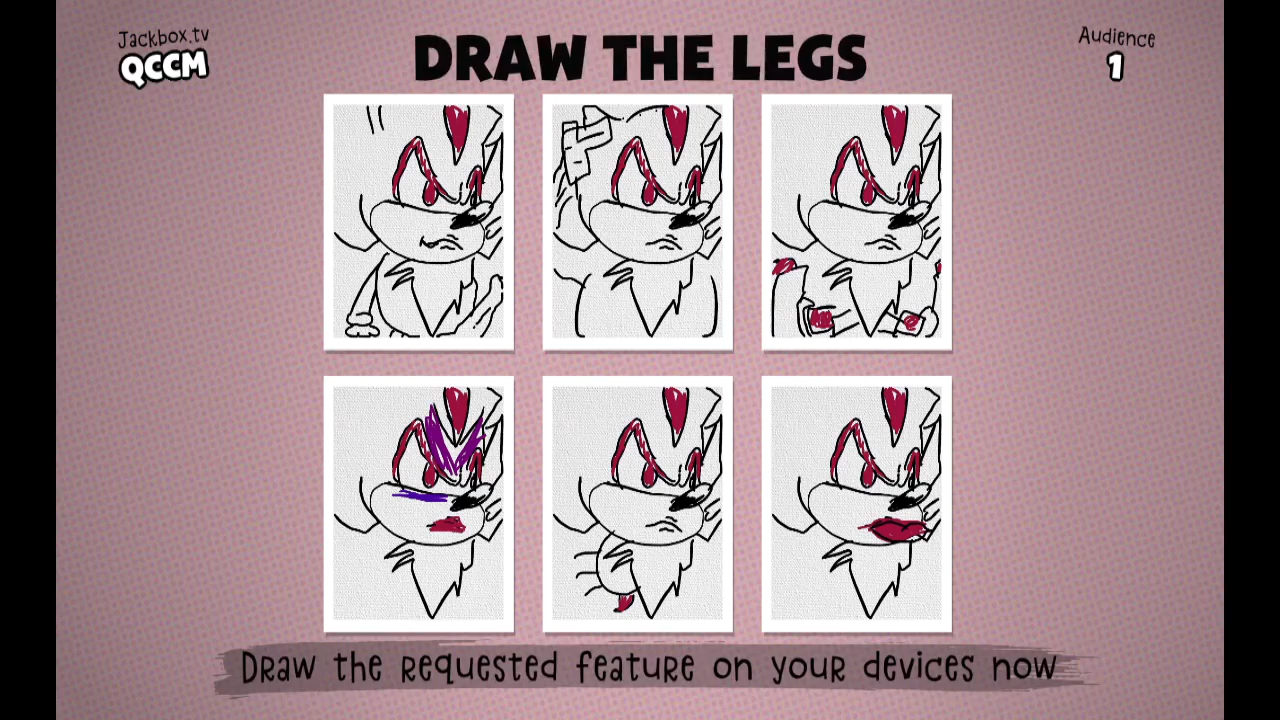 Jackbox.tv
QCCM
DRAW THE LEGS
Audience
1
Draw the requested feature on your devices now